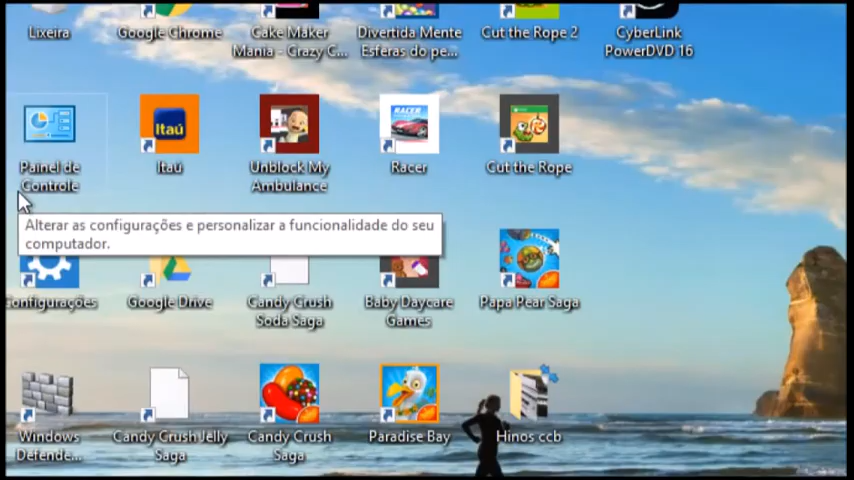 Lixeira
Google Chrome
Cake Maker
Mania - Crazy C...
Divertida Mente
Esferas do pe...
Cut the Rope 2
CyberLink
PowerDVD 16
Itaú
RACER
Painel de
Controle
Itaú
Unblock My
Ambulance
Racer
Cut the Rope
Alterar as configurações e personalizar a funcionalidade do seu
computador.
Configurações
Google Drive
Candy Crush
Soda Saga
Baby Daycare
Games
Papa Pear Saga
Windows
Defende...
Candy Crush Jelly
Saga
Candy Crush
Saga
Paradise Bay
Hinos ccb